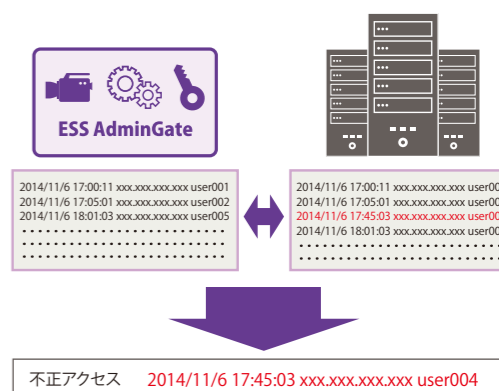 ESS AdminGate
2014/11/6 17:00:11 xxx.xxx.xxx.xxx user001
2014/11/6 17:05:01 xxx.xxx.xxx.xxx user002
2014/11/6 18:01:03 xxx.xxx.xxx.xxx user005
2014/11/6 17:00:11 xxx.xxx.xxx.xxx
2014/11/6 17:05:01 xxx.xxx.xxx.xxx
2014/11/6 17:45:03 xxx.xxx.xxx.xxx
2014/11/6 18:01:03 xxx.xxx.xxx.xxx
不正アクセス 2014/11/6 17:45:03 xxx.xxx.xxx.xxx user004